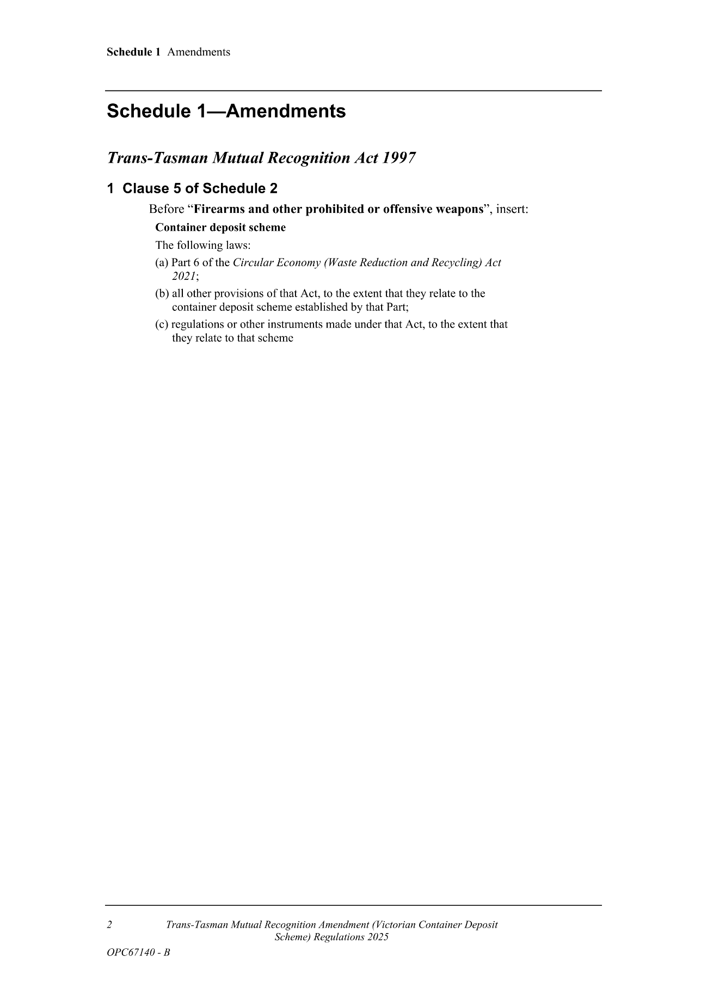 Schedule 1 Amendments
Schedule 1—Amendments
Trans-Tasman Mutual Recognition Act 1997
1 Clause 5 of Schedule 2
Before “Firearms and other prohibited or offensive weapons”, insert:
Container deposit scheme
The following laws:
(a) Part 6 of the Circular Economy (Waste Reduction and Recycling) Act
2021;
(b) all other provisions of that Act, to the extent that they relate to the
container deposit scheme established by that Part;
(c) regulations or other instruments made under that Act, to the extent that
they relate to that scheme
2 Trans-Tasman Mutual Recognition Amendment (Victorian Container Deposit
Scheme) Regulations 2025
OPC67140 - B